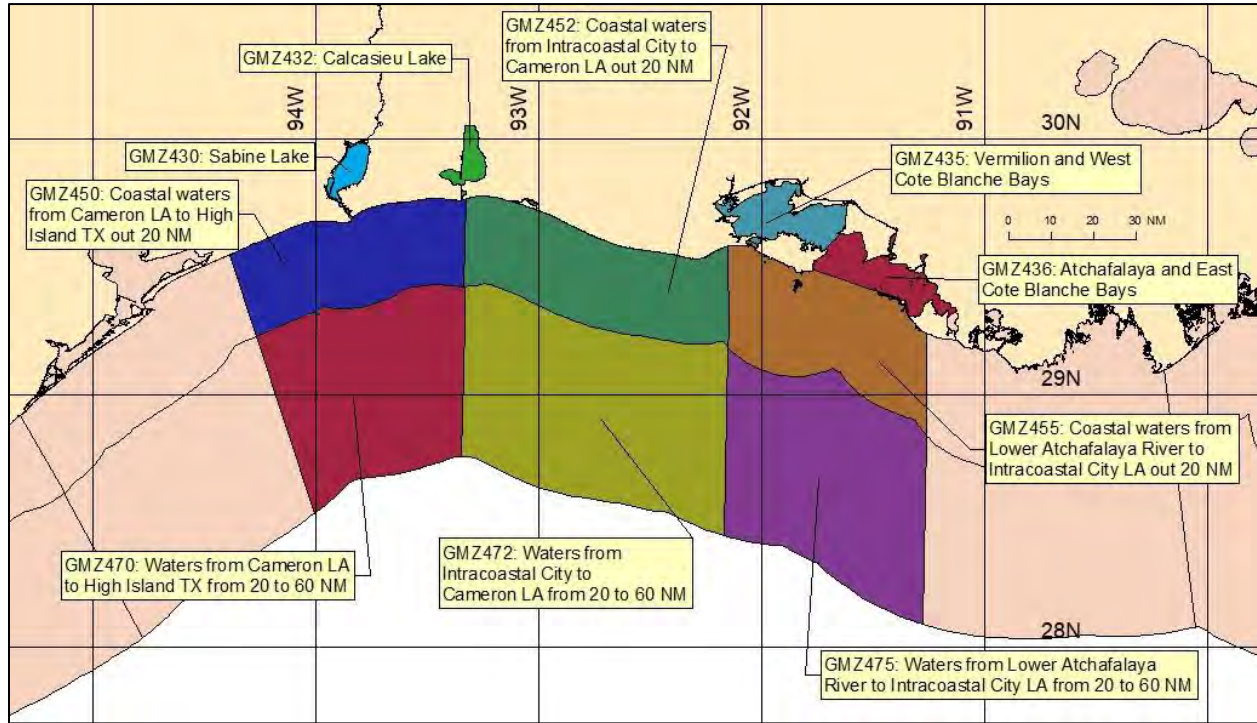 GMZ452: Coastal waters
from Intracoastal City to
Cameron LA out 20 NM
GMZ432: Calcasieu Lake
94W
93W
92W
91W
30N
GMZ430: Sabine Lake
GMZ435: Vermilion and West
Cote Blanche Bays
GMZ450: Coastal waters
from Cameron LA to High
Island TX out 20 NM
0 10 20 30 NM
GMZ436: Atchafalaya and East
Cote Blanche Bays
29N
GMZ455: Coastal waters from
Lower Atchafalaya River to
Intracoastal City LA out 20 NM
GMZ470: Waters from Cameron LA
to High Island TX from 20 to 60 NM
GMZ472: Waters from
Intracoastal City to
Cameron LA from 20 to 60 NM
28N
GMZ475: Waters from Lower Atchafalaya
River to Intracoastal City LA from 20 to 60 NM